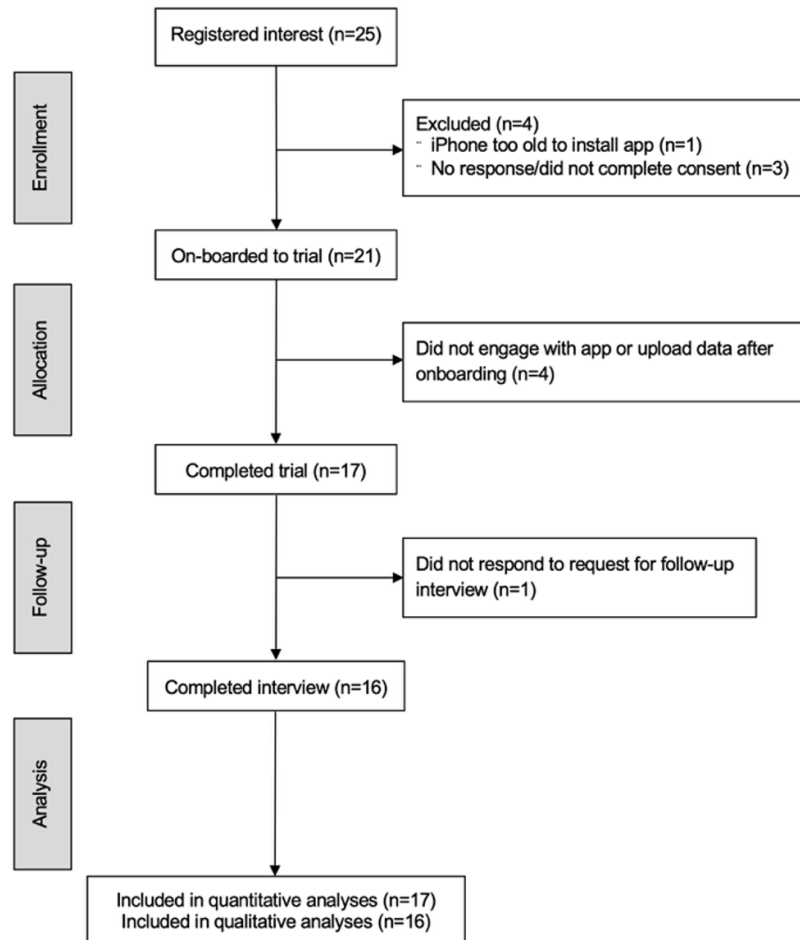 Registered interest (n=25)
Enrollment
Excluded (n=4)
¨ iPhone too old to install app (n=1)
¨ No response/did not complete consent (n=3)
On-boarded to trial (n=21)
Allocation
Did not engage with app or upload data after
onboarding (n=4)
Completed trial (n=17)
Follow-up
Did not respond to request for follow-up
interview (n=1)
Completed interview (n=16)
Analysis
Included in quantitative analyses (n=17)
Included in qualitative analyses (n=16)